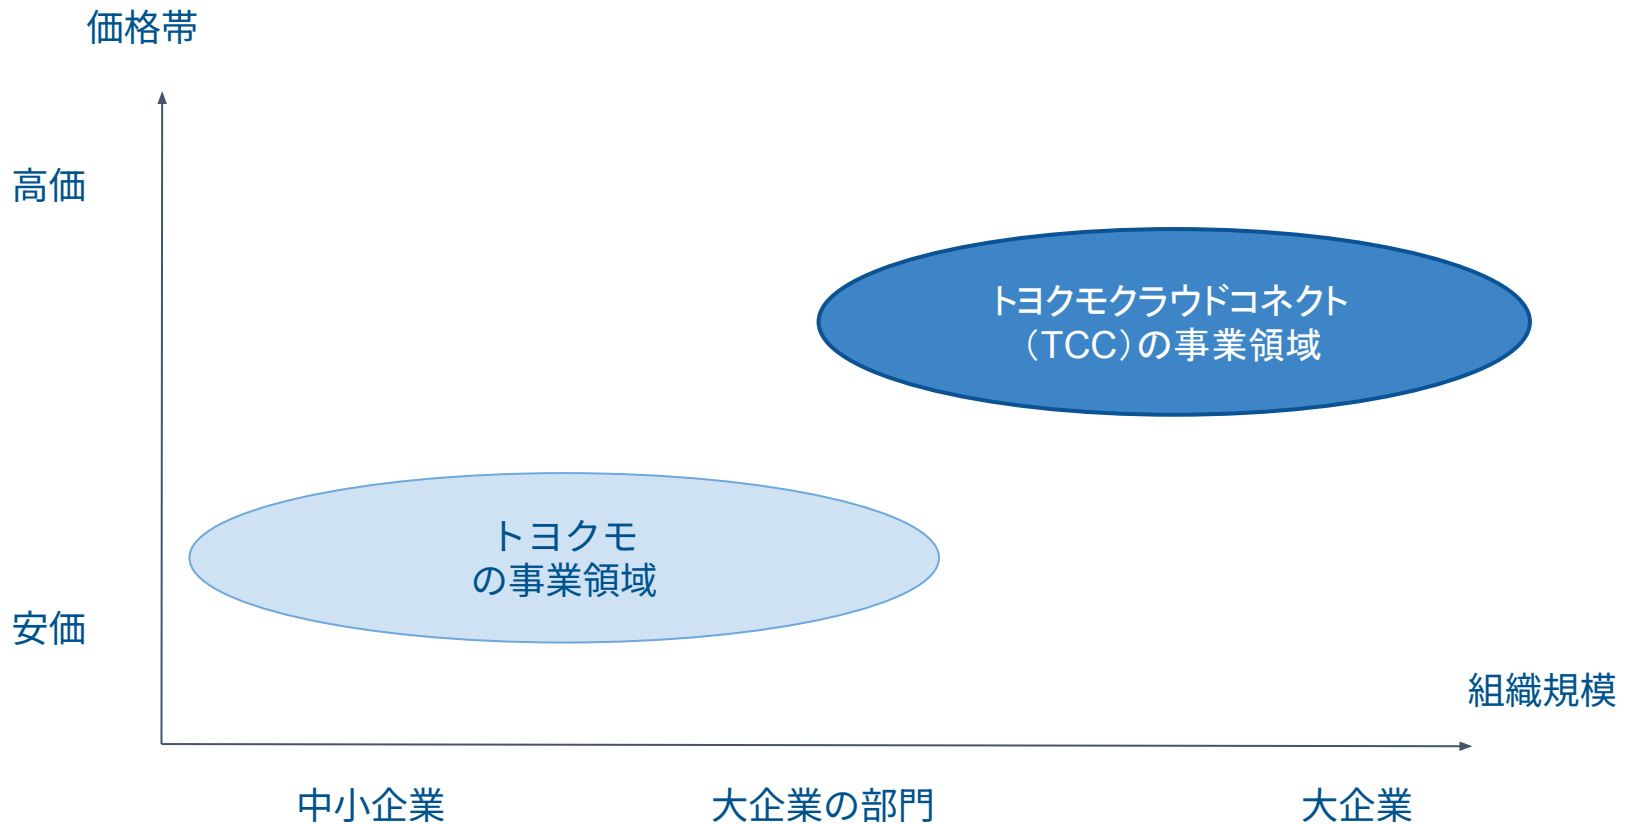 価格帯
高価
トヨクモクラウドコネクト
（TCC）の事業領域
トヨクモ
の事業領域
安価
組織規模
中小企業
大企業の部門
大企業